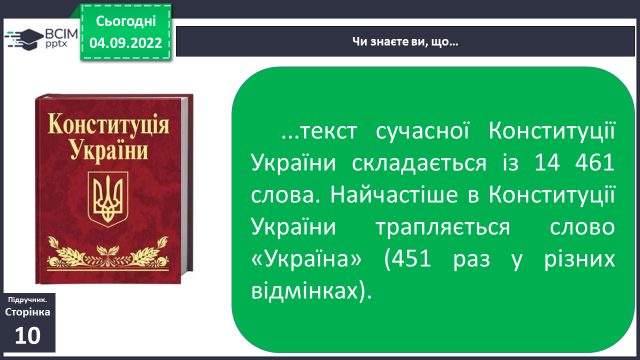 Сьогодні
04.09.2022
BCIM
pptx
Чи знаєте ви, що…
Конституція
України
...текст сучасної Конституції
України складається із 14 461
слова. Найчастіше в Конституції
України трапляється слово
«Україна» (451 раз у різних
відмінках).
Підручник.
Сторінка
10